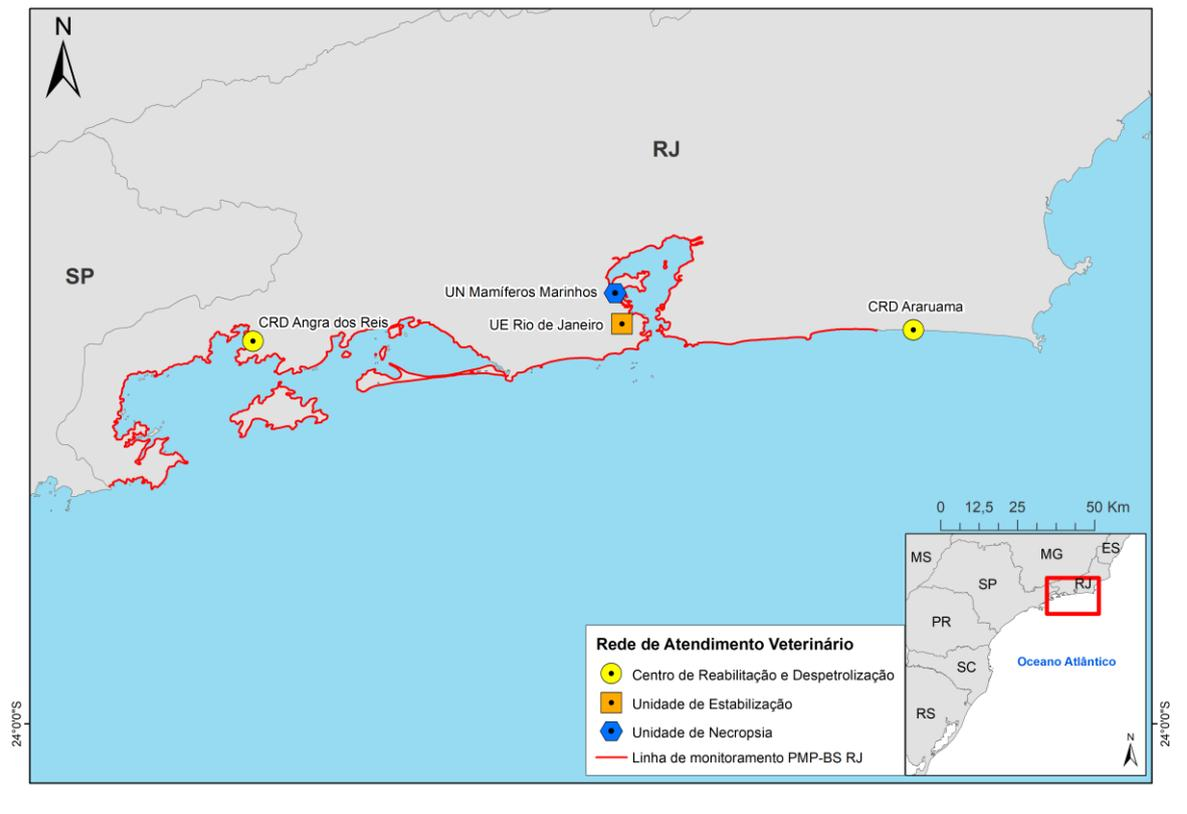 N
RJ
SP
UN Mamíferos Marinhos
CRD Araruama
CRD Angra dos Reis
UE Rio de Janeiro
0 12,5 25 50 Km
MS
MG
ES
SP
RJ
PR
SC
Oceano Atlântico
RS
N
Rede de Atendimento Veterinário
Centro de Reabilitação e Despetrolização
Unidade de Estabilização
Unidade de Necropsia
Linha de monitoramento PMP-BS RJ
24°0'0"S
24°0'0"S